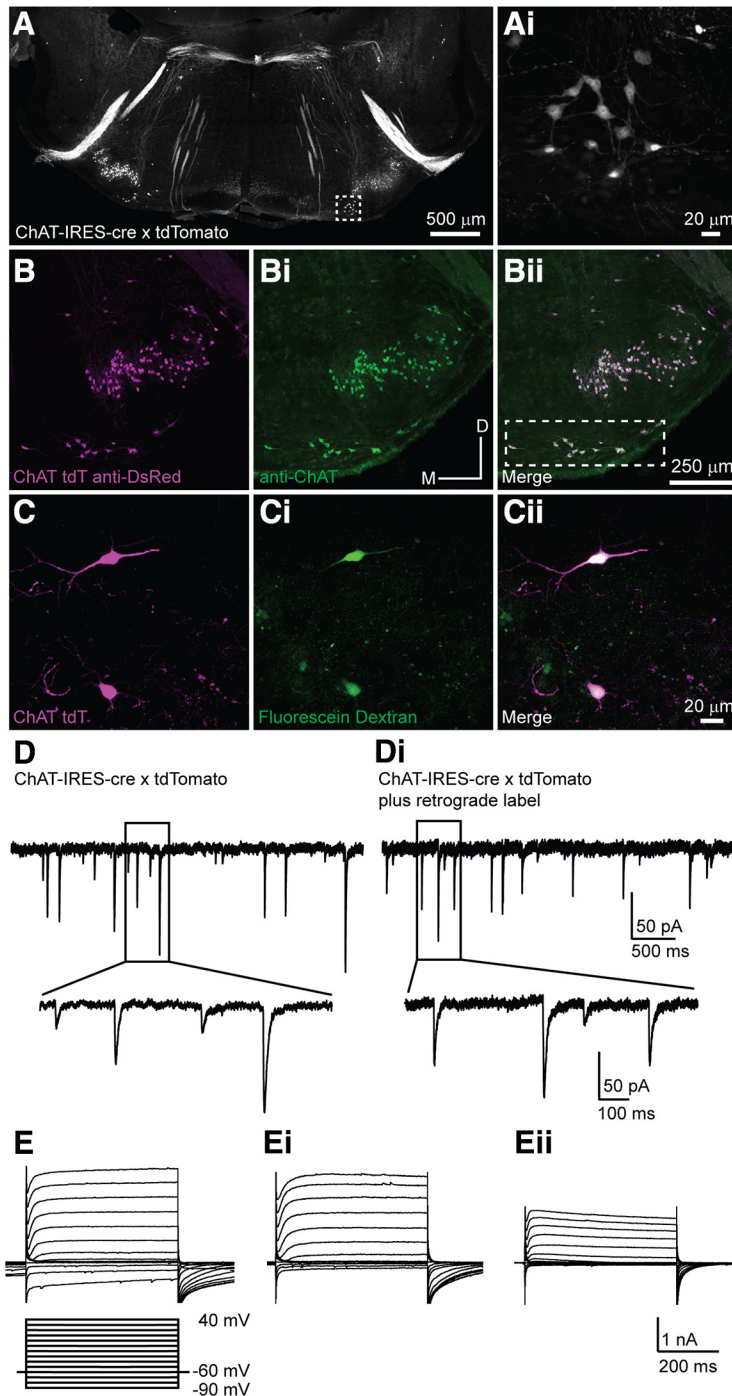 A
Ai
ChAT-IRES-cre x tdTomato
500 μm
20 μm
B
Bi
Bii
ChAT tdT anti-DsRed
anti-ChAT
D
M
Merge
250 μm
C
Ci
Cii
ChAT tdT
Fluorescein Dextran
Merge
20 μm
D
Di
ChAT-IRES-cre x tdTomato
ChAT-IRES-cre x tdTomato
plus retrograde label
50 pA
500 ms
50 pA
100 ms
E
Ei
Eii
40 mV
-60 mV
-90 mV
1 nA
200 ms